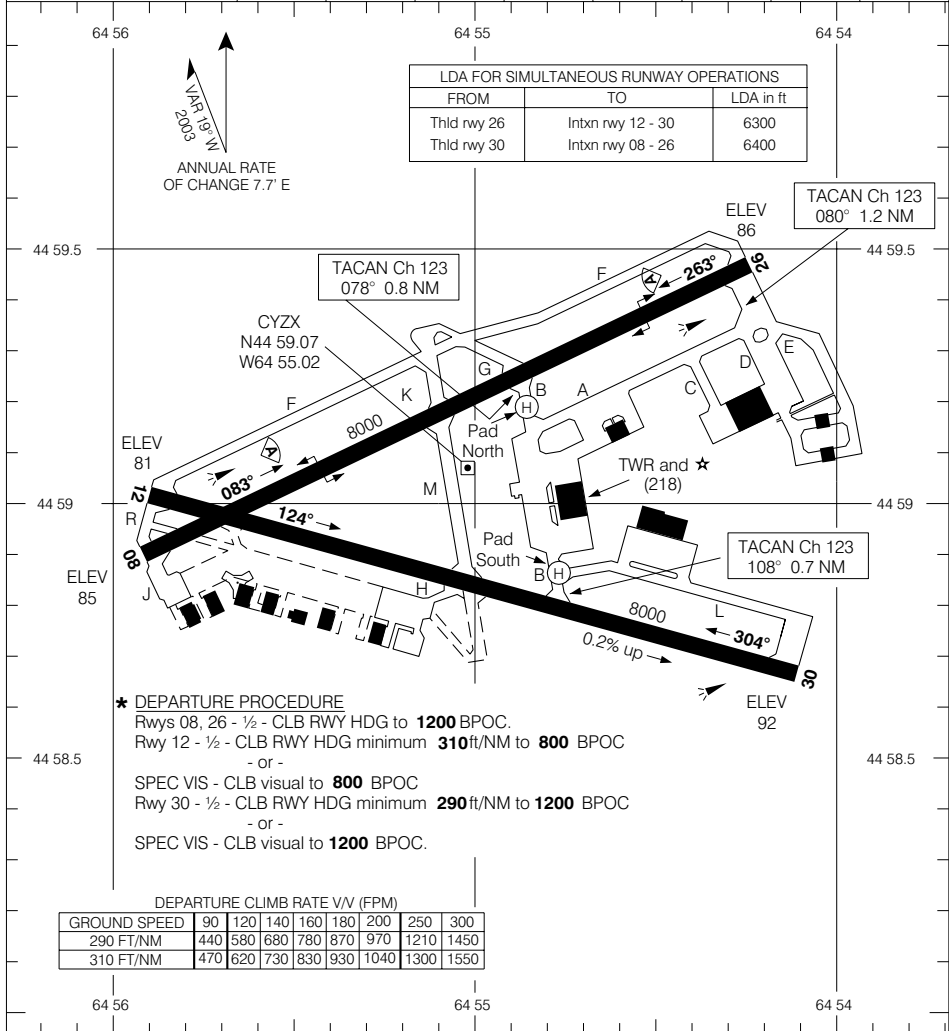 64 56 64 55 64 54
VAR 19° W
2003
ANNUAL RATE
OF CHANGE 7.7' E
LDA FOR SIMULTANEOUS RUNWAY OPERATIONS
FROM TO LDA in ft
Thld rwy 26 Intxn rwy 12 - 30 6300
Thld rwy 30 Intxn rwy 08 - 26 6400
TACAN Ch 123
080° 1.2 NM
ELEV
86
44 59.5 44 59.5
26
263°
A
F
TACAN Ch 123
078° 0.8 NM
CYZX
N44 59.07
W64 55.02
G
B
A
C
D
E
H
Pad
North
F
K
8000
A
083°
ELEV
81
12
M
TWR and
(218)
44 59 44 59
R
124°
08
ELEV
85
J
H
Pad
South
B
H
TACAN Ch 123
108° 0.7 NM
8000
L
304°
0.2% up
30
ELEV
92
* DEPARTURE PROCEDURE
Rwys 08, 26 - ½ - CLB RWY HDG to 1200 BPOC.
Rwy 12 - ½ - CLB RWY HDG minimum 310 ft/NM to 800 BPOC
- or -
SPEC VIS - CLB visual to 800 BPOC
Rwy 30 - ½ - CLB RWY HDG minimum 290 ft/NM to 1200 BPOC
- or -
SPEC VIS - CLB visual to 1200 BPOC.
44 58.5 44 58.5
DEPARTURE CLIMB RATE V/V (FPM)
GROUND SPEED 90 120 140 160 180 200 250 300
290 FT/NM 440 580 680 780 870 970 1210 1450
310 FT/NM 470 620 730 830 930 1040 1300 1550
64 56 64 55 64 54